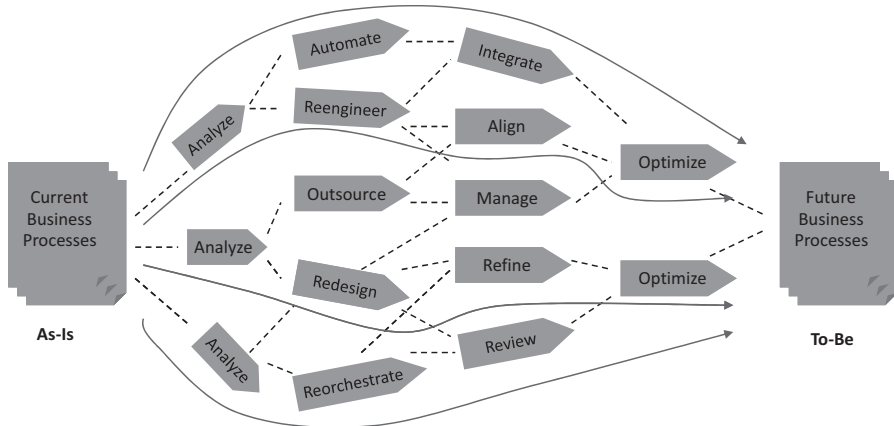 Current
Business
Processes
As-Is
Analyze
Analyze
Analyze
Automate
Reengineer
Outsource
Redesign
Reorchestrate
Integrate
Align
Manage
Refine
Review
Optimize
Optimize
Future
Business
Processes
To-Be